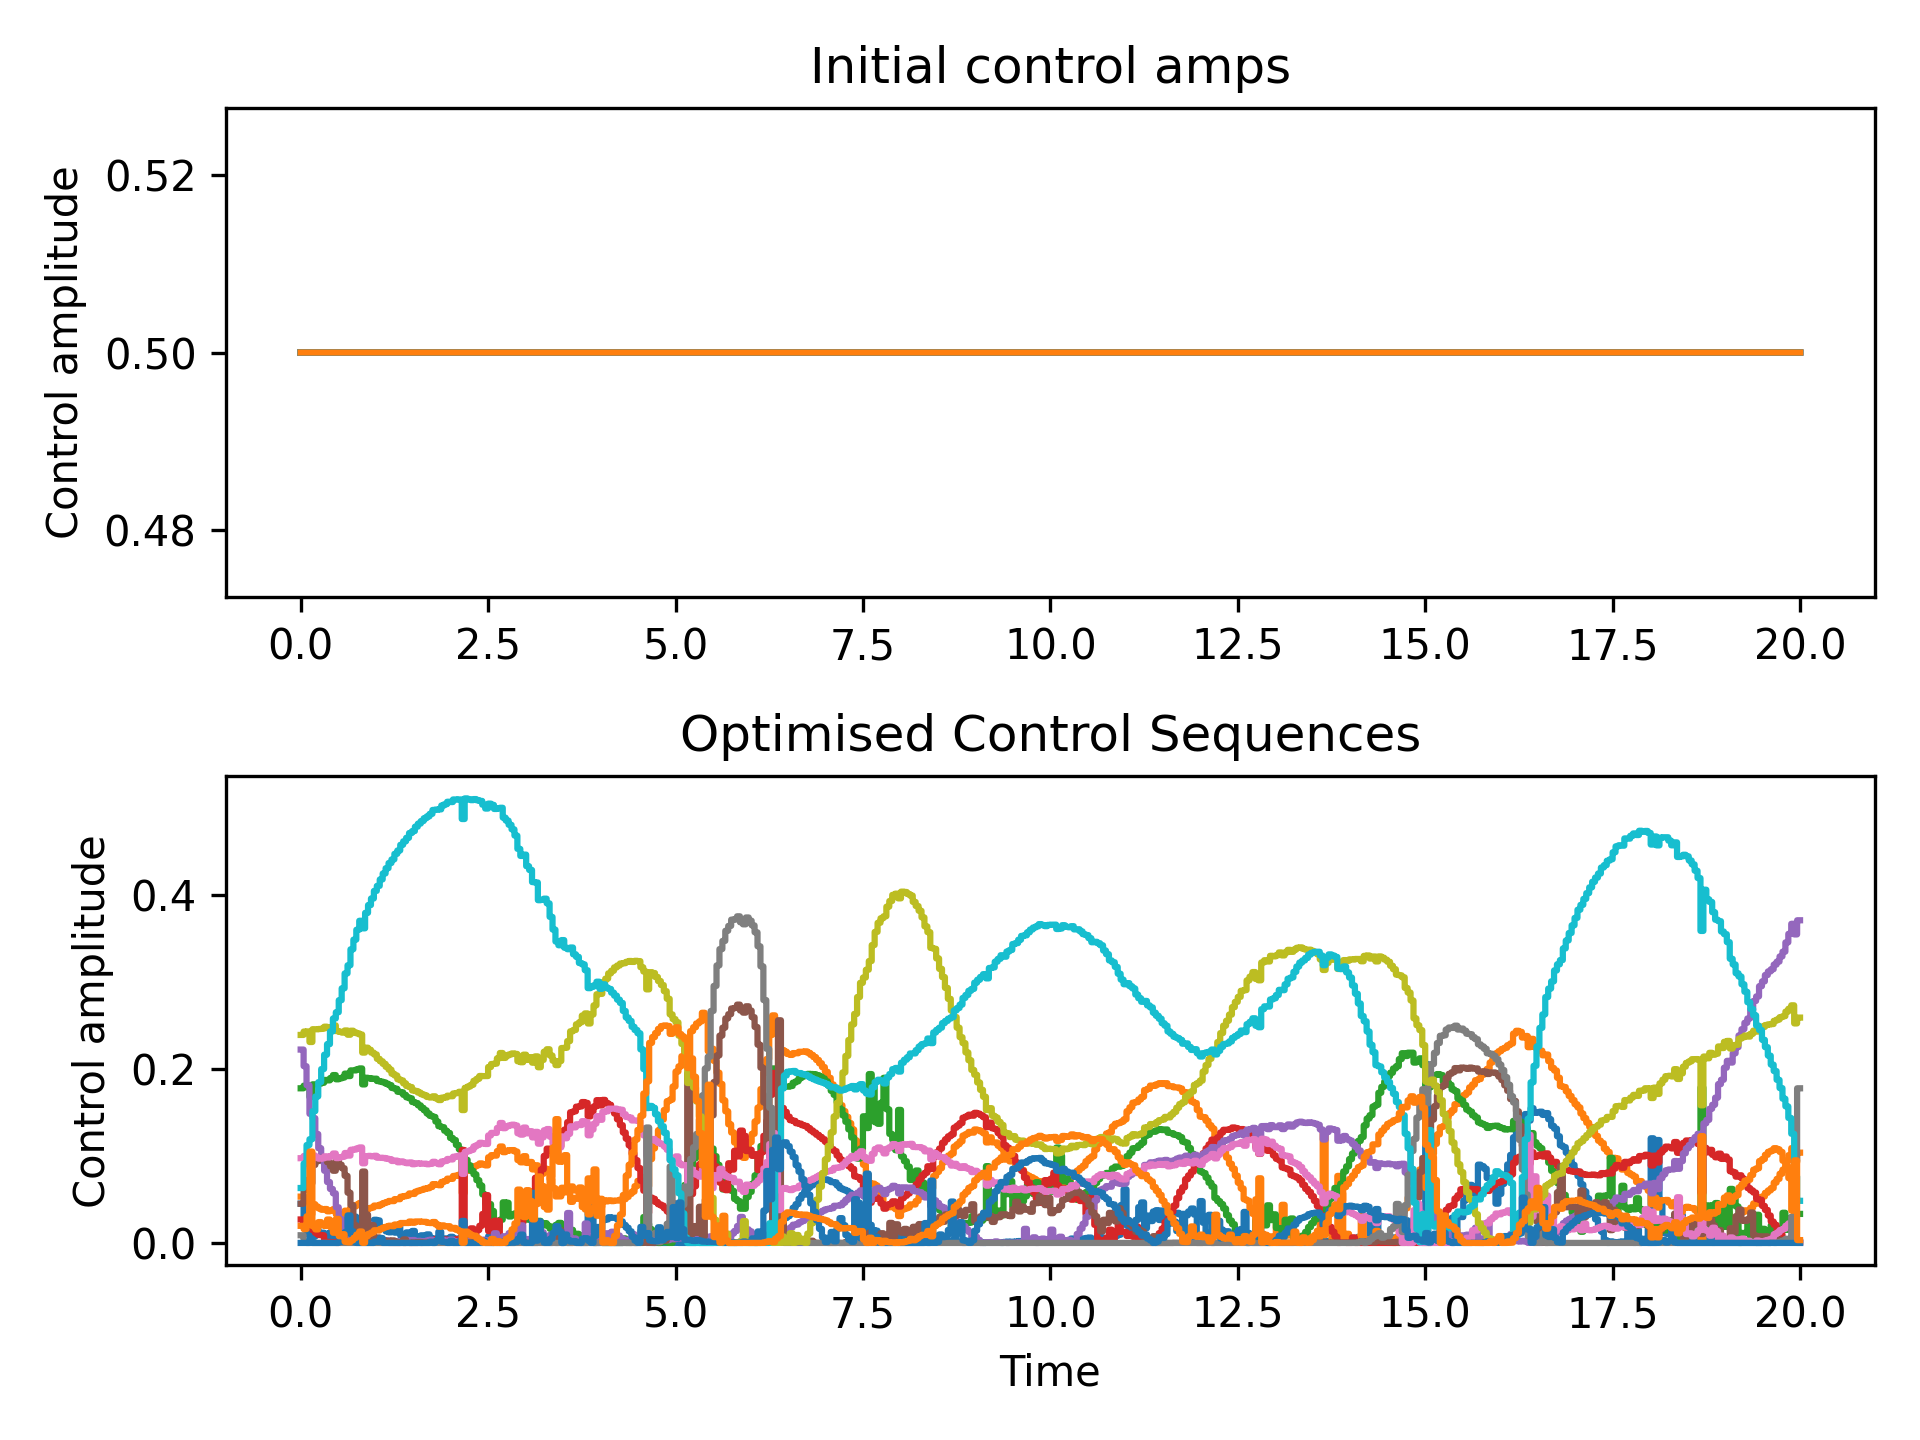 Initial control amps
Control amplitude
0.52
0.50
0.48
0.0 2.5 5.0 7.5 10.0 12.5 15.0 17.5 20.0
Optimised Control Sequences
Control amplitude
0.4
0.2
0.0
0.0 2.5 5.0 7.5 10.0 12.5 15.0 17.5 20.0
Time